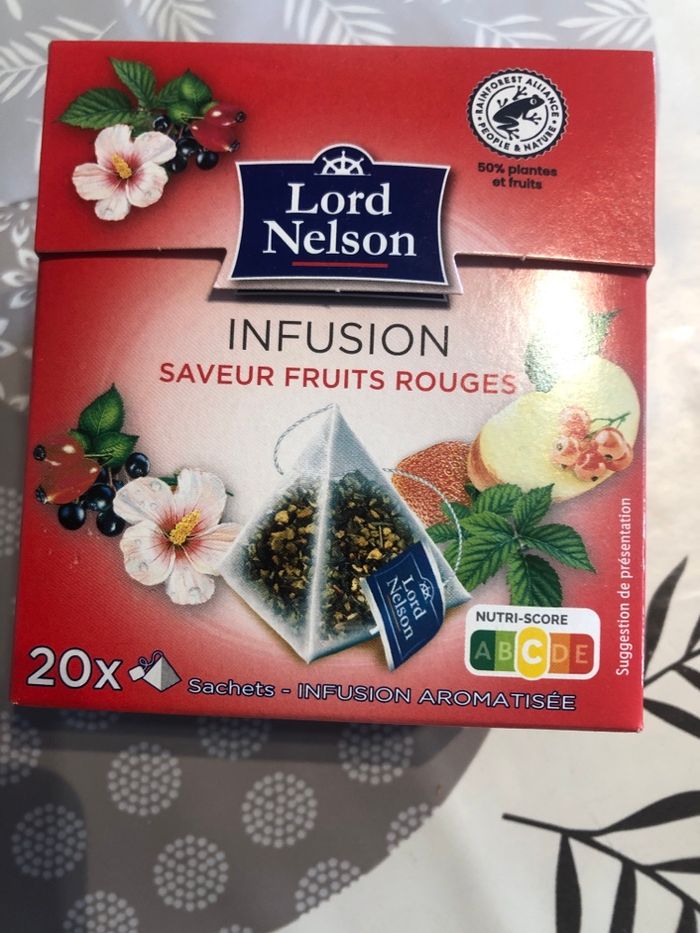 RAINFOREST ALLIANCE
PEOPLE & NATURE
50% plantes
et fruits
Lord
Nelson
INFUSION
SAVEUR FRUITS ROUGES
Lord
Nelson
NUTRI-SCORE
A B C D E
Suggestion de présentation
20x Sachets - INFUSION AROMATISÉE